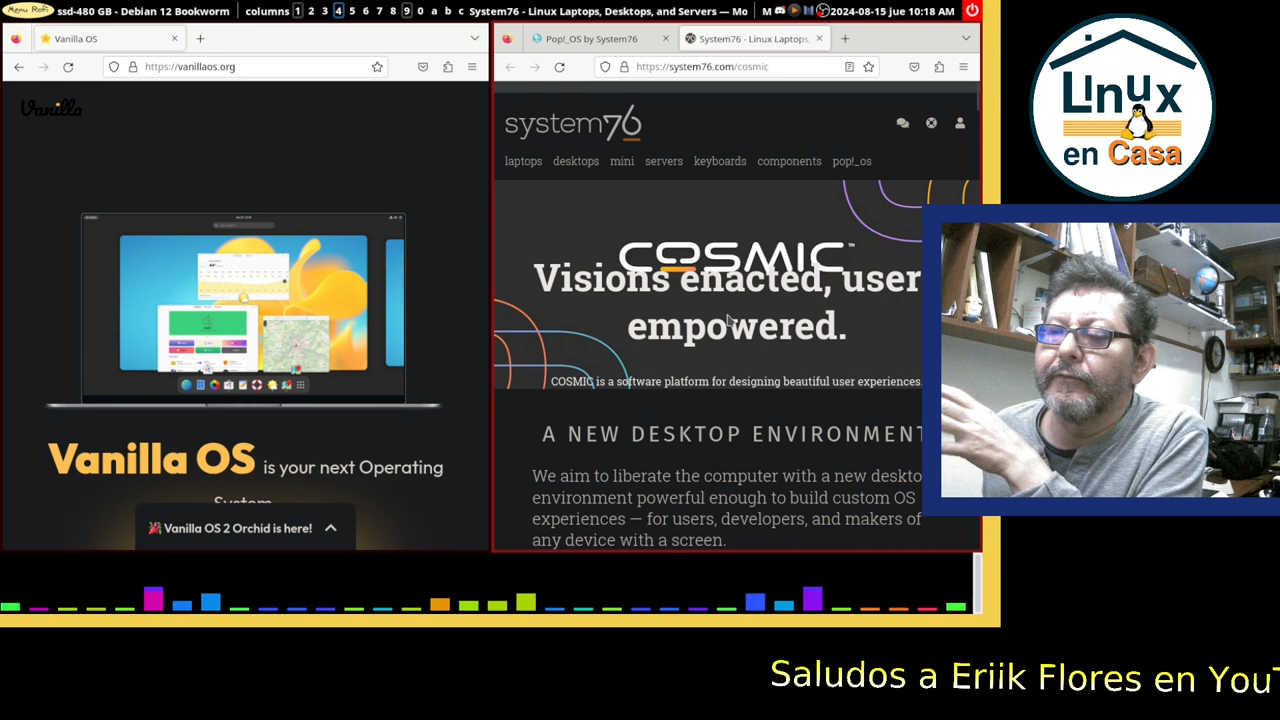 Menu Rofi ssd-480 GB - Debian 12 Bookworm columns 1 2 3 4 5 6 7 8 9 0 a b c System76 - Linux Laptops, Desktops, and Servers — Mo M 2024-08-15 jue 10:18 AM
Vanilla OS
https://vanillaos.org
Vanilla
Vanilla OS is your next Operating
System
Vanilla OS 2 Orchid is here!
Pop!_OS by System76
System76 - Linux Laptops,
https://system76.com/cosmic
system76
laptops desktops mini servers keyboards components pop!_os
COSMIC™
Visions enacted, user
empowered.
COSMIC is a software platform for designing beautiful user experiences.
A NEW DESKTOP ENVIRONMENT
We aim to liberate the computer with a new deskto
environment powerful enough to build custom OS
experiences — for users, developers, and makers of
any device with a screen.
Linux
en Casa
Saludos a Eriik Flores en YouT